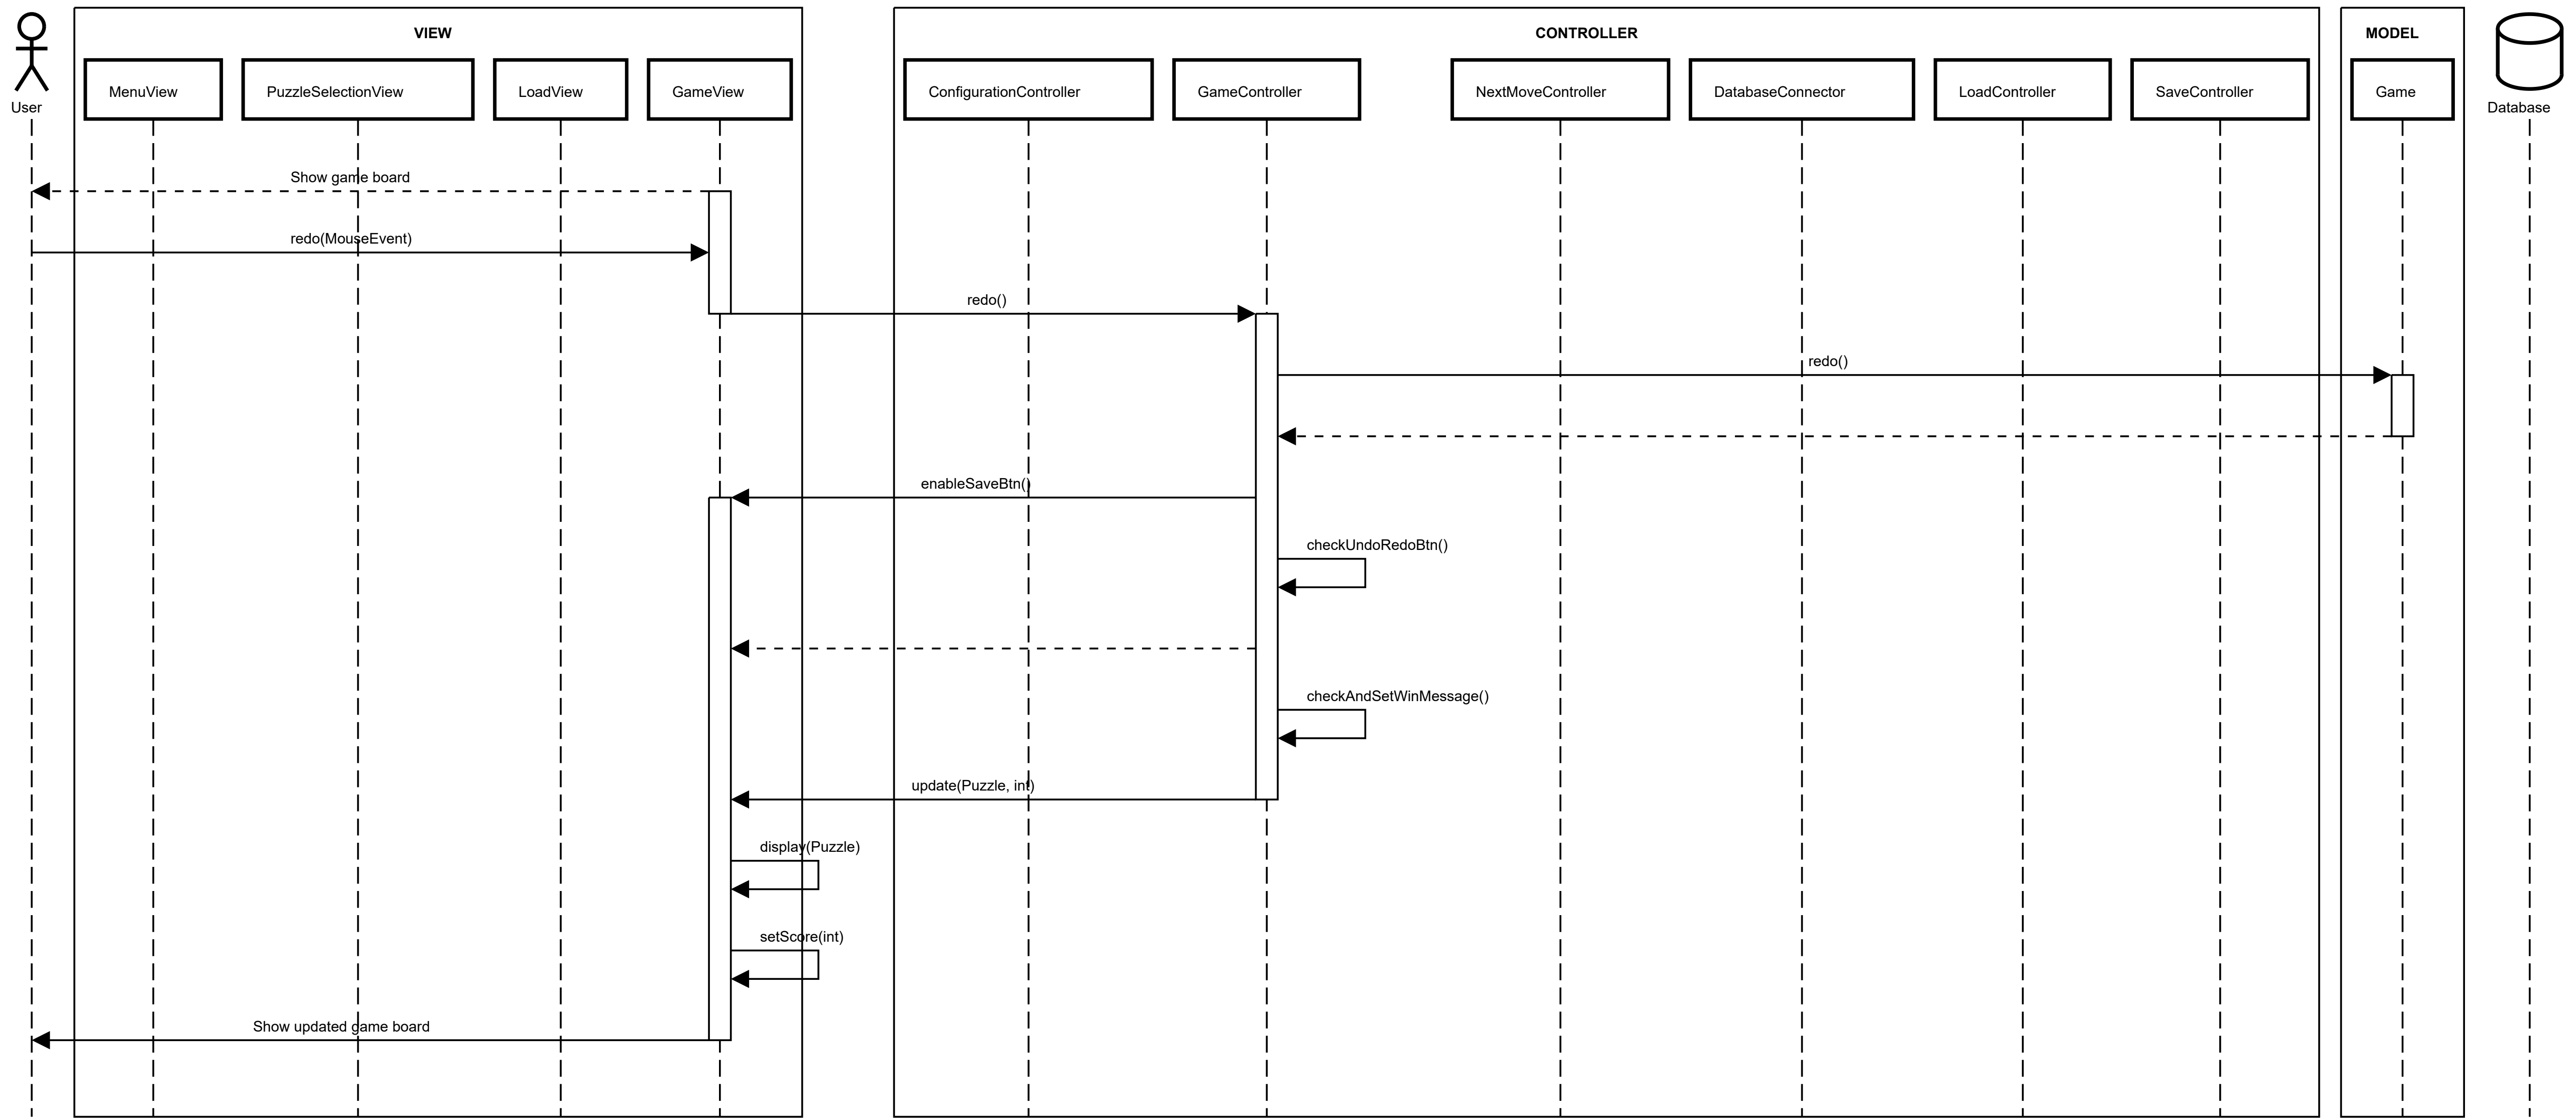 VIEW
CONTROLLER
MODEL
User
MenuView
PuzzleSelectionView
LoadView
GameView
ConfigurationController
GameController
NextMoveController
DatabaseConnector
LoadController
SaveController
Game
Database
Show game board
redo(MouseEvent)
redo()
redo()
enableSaveBtn()
checkUndoRedoBtn()
checkAndSetWinMessage()
update(Puzzle, int)
display(Puzzle)
setScore(int)
Show updated game board